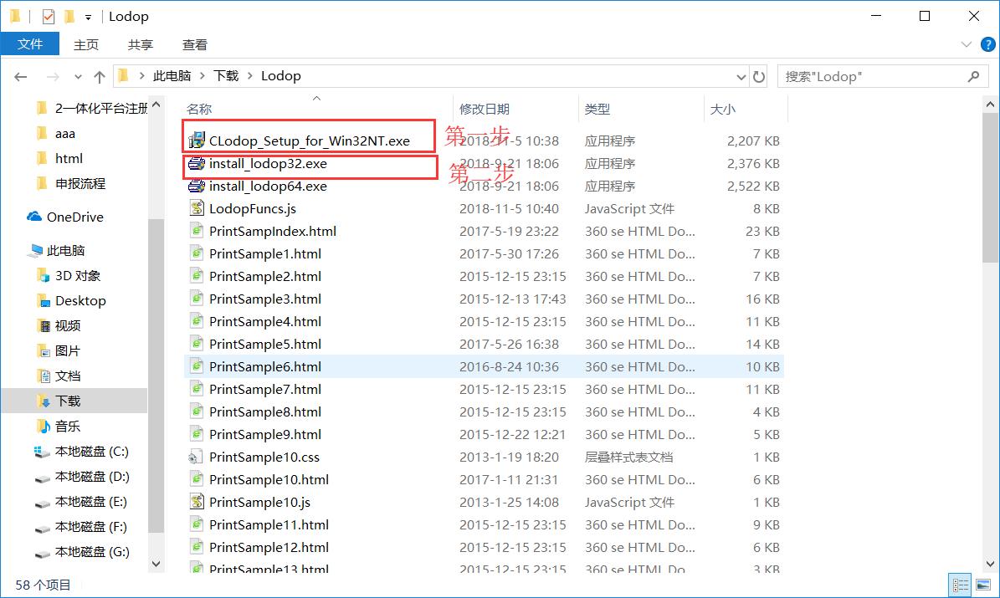 Lodop
文件 主页 共享 查看
此电脑 下载 Lodop 搜索"Lodop"
2一体化平台注册
aaa
html
申报流程
OneDrive
此电脑
3D 对象
Desktop
视频
图片
文档
下载
音乐
本地磁盘 (C:)
本地磁盘 (D:)
本地磁盘 (E:)
本地磁盘 (F:)
本地磁盘 (G:)
名称 修改日期 类型 大小
CLodop_Setup_for_Win32NT.exe 第一步 2018-11-5 10:38 应用程序 2,207 KB
install_lodop32.exe 第二步 2018-9-21 18:06 应用程序 2,376 KB
install_lodop64.exe 2018-9-21 18:06 应用程序 2,522 KB
LodopFuncs.js 2018-11-5 10:40 JavaScript 文件 8 KB
PrintSampIndex.html 2017-5-19 23:22 360 se HTML Do... 23 KB
PrintSample1.html 2017-5-30 17:26 360 se HTML Do... 7 KB
PrintSample2.html 2015-12-15 23:15 360 se HTML Do... 7 KB
PrintSample3.html 2015-12-13 17:43 360 se HTML Do... 16 KB
PrintSample4.html 2015-12-15 23:15 360 se HTML Do... 11 KB
PrintSample5.html 2017-5-26 16:38 360 se HTML Do... 14 KB
PrintSample6.html 2016-8-24 10:36 360 se HTML Do... 10 KB
PrintSample7.html 2015-12-15 23:15 360 se HTML Do... 11 KB
PrintSample8.html 2015-12-15 23:15 360 se HTML Do... 4 KB
PrintSample9.html 2015-12-22 12:21 360 se HTML Do... 5 KB
PrintSample10.css 2013-1-19 18:20 层叠样式表文档 1 KB
PrintSample10.html 2017-1-11 21:31 360 se HTML Do... 6 KB
PrintSample10.js 2013-1-25 14:08 JavaScript 文件 1 KB
PrintSample11.html 2015-12-15 23:15 360 se HTML Do... 9 KB
PrintSample12.html 2015-12-15 23:15 360 se HTML Do... 6 KB
PrintSample13.html 2015-12-15 23:15 360 se HTML Do... 3 KB
58 个项目